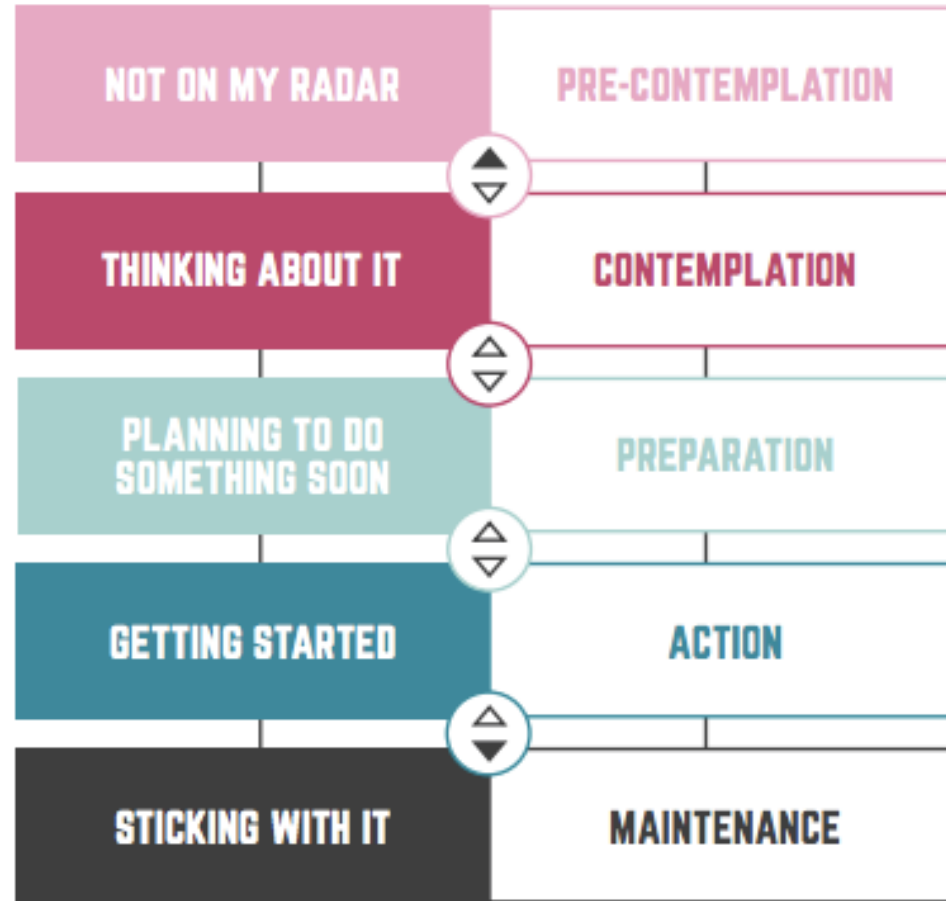 NOT ON MY RADAR
PRE-CONTEMPLATION
THINKING ABOUT IT
CONTEMPLATION
PLANNING TO DO
SOMETHING SOON
PREPARATION
GETTING STARTED
ACTION
STICKING WITH IT
MAINTENANCE